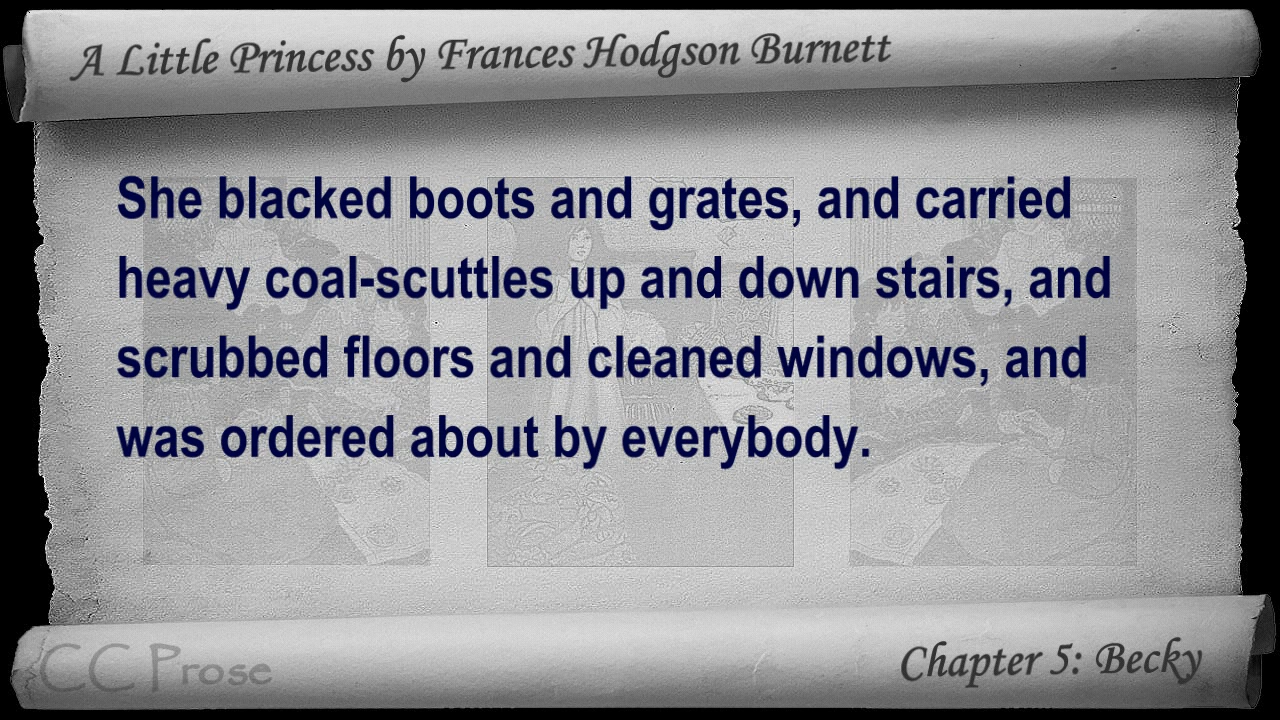 A Little Princess by Frances Hodgson Burnett
She blacked boots and grates, and carried
heavy coal-scuttles up and down stairs, and
scrubbed floors and cleaned windows, and
was ordered about by everybody.
CC Prose
Chapter 5: Becky